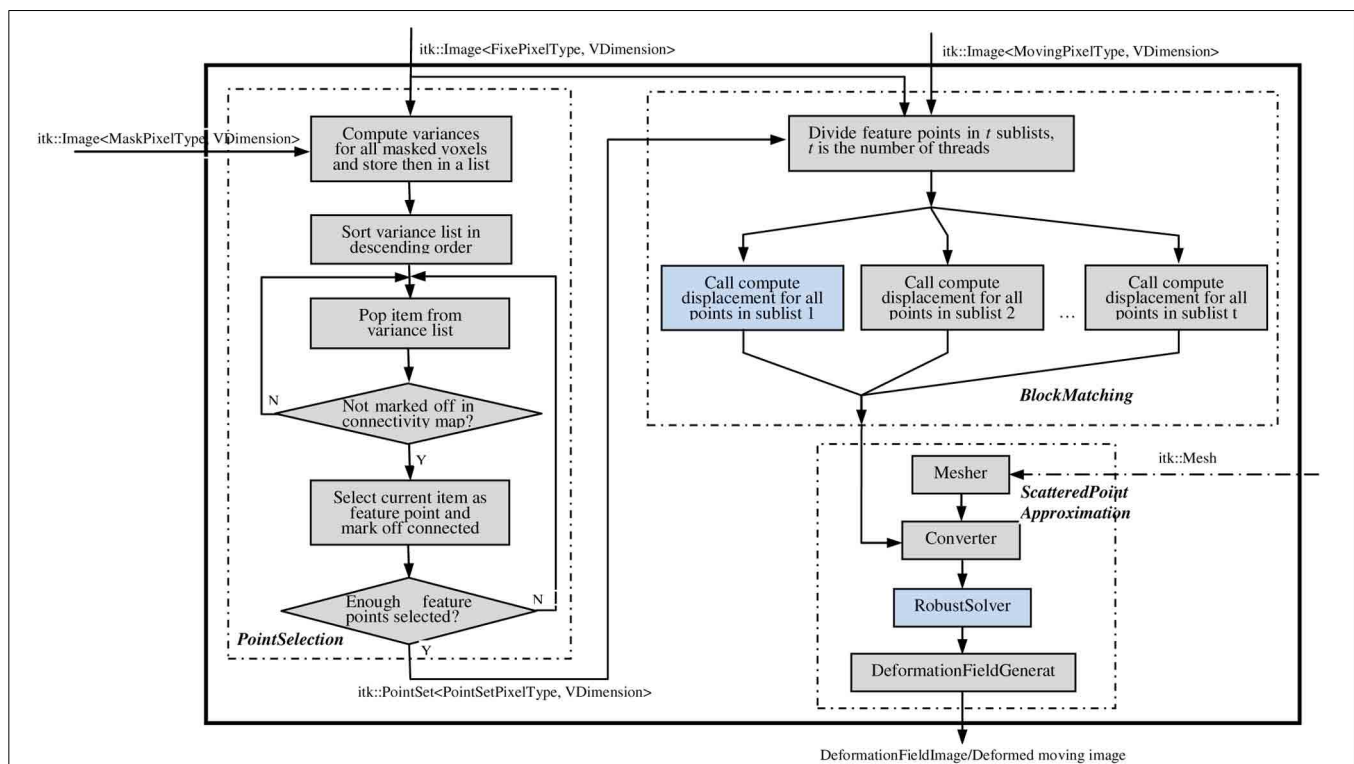 itk::Image<FixePixelType, VDimension>
itk::Image<MovingPixelType, VDimension>
itk::Image<MaskPixelType, VDimension>
Compute variances
for all masked voxels
and store then in a list
Sort variance list in
descending order
Pop item from
variance list
N
Not marked off in
connectivity map?
Y
Select current item as
feature point and
mark off connected
Enough feature
points selected?
N
Y
PointSelection
itk::PointSet<PointSetPixelType, VDimension>
Divide feature points in t sublists,
t is the number of threads
Call compute
displacement for all
points in sublist 1
Call compute
displacement for all
points in sublist 2
...
Call compute
displacement for all
points in sublist t
BlockMatching
itk::Mesh
Mesher
ScatteredPoint
Approximation
Converter
RobustSolver
DeformationFieldGenerat
DeformationFieldImage/Deformed moving image